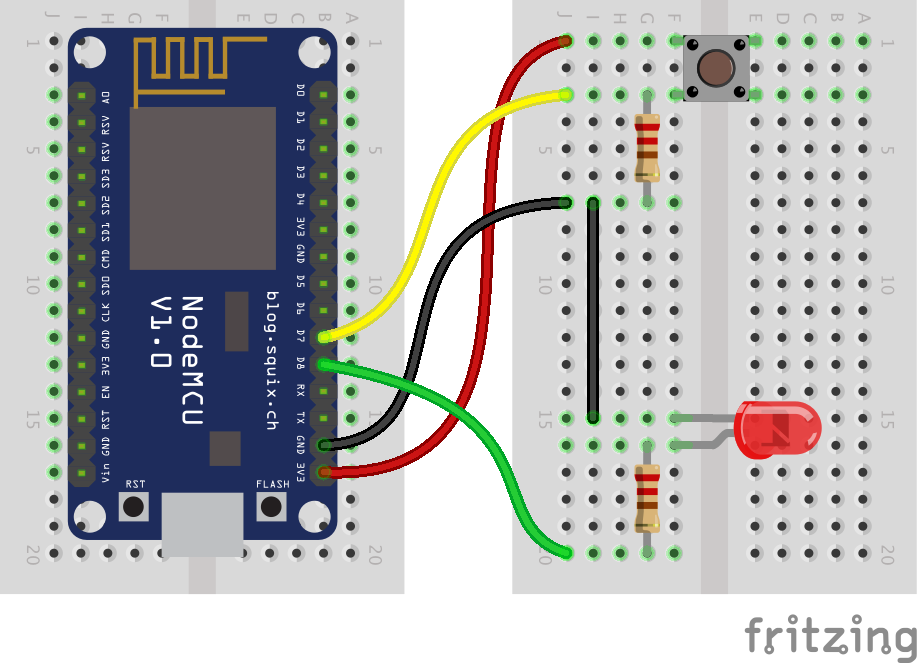 J I H G F E D C B A
J I H G F E D C B A
1 1 1 1
5 5 5 5
10 10 10 10
15 15 15 15
20 20 20
A0
RSV
RSV
SD3
SD2
SD1
CMD
SD0
CLK
GND
3V3
EN
RST
GND
Vin
D0
D1
D2
D3
D4
3V3
GND
D5
D6
D7
D8
RX
TX
GND
3V3
blog.squix.ch
NodeMCU
V1.0
RST
FLASH
fritzing